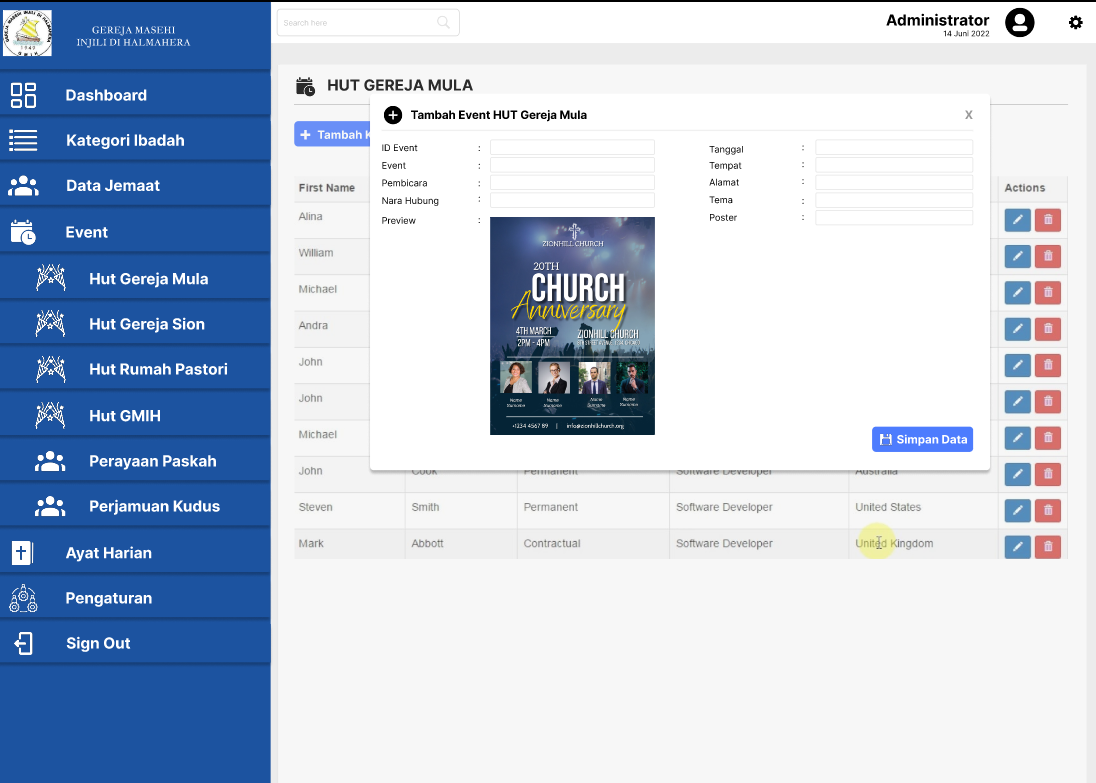 GEREJA MASEHI
INJILI DI HALMAHERA
Dashboard
Kategori Ibadah
Data Jemaat
Event
Hut Gereja Mula
Hut Gereja Sion
Hut Rumah Pastori
Hut GMIH
Perayaan Paskah
Perjamuan Kudus
Ayat Harian
Pengaturan
Sign Out
Search here
Administrator
14 Juni 2022
HUT GEREJA MULA
+ Tambah K
Tambah Event HUT Gereja Mula
X
ID Event :
Event :
Pembicara :
Nara Hubung :
Preview :
Tanggal :
Tempat :
Alamat :
Tema :
Poster :
ZIONHILL CHURCH
20TH
CHURCH
Anniversary
4TH MARCH
2PM - 4PM
ZIONHILL CHURCH
Name
Surname
Name
Surname
Name
Surname
Name
Surname
+1234 4567 89 | info@zionhillchurch.org
Simpan Data
First Name
Actions
Alina
William
Michael
Andra
John
John
Michael
John Cook Permanent Software Developer Australia
Steven Smith Permanent Software Developer United States
Mark Abbott Contractual Software Developer United Kingdom